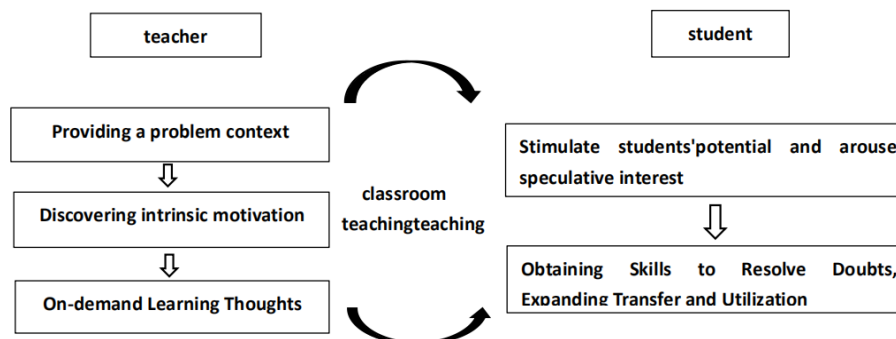 teacher
student
Providing a problem context
Discovering intrinsic motivation
On-demand Learning Thoughts
classroom
teachingteaching
Stimulate students'potential and arouse
speculative interest
Obtaining Skills to Resolve Doubts,
Expanding Transfer and Utilization